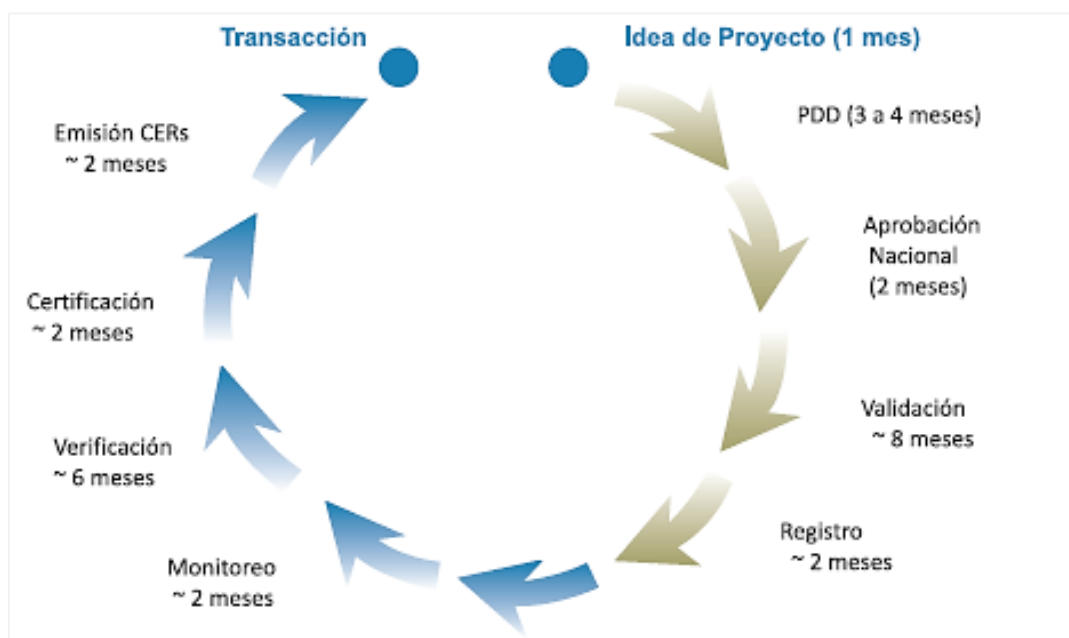 Transacción
Idea de Proyecto (1 mes)
PDD (3 a 4 meses)
Aprobación
Nacional
(2 meses)
Validación
~ 8 meses
Registro
~ 2 meses
Monitoreo
~ 2 meses
Verificación
~ 6 meses
Certificación
~ 2 meses
Emisión CERs
~ 2 meses